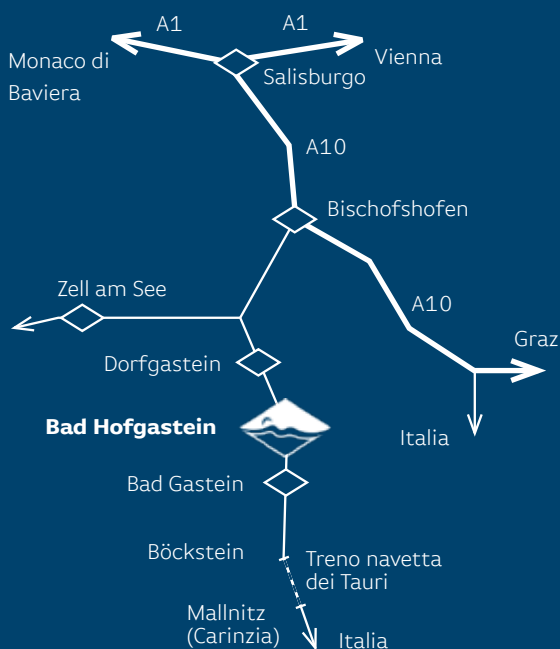 A1
A1
Monaco di
Baviera
Vienna
Salisburgo
A10
Bischofshofen
Zell am See
A10
Graz
Dorfgastein
Bad Hofgastein
Italia
Bad Gastein
Böckstein
Treno navetta
dei Tauri
Mallnitz
(Carinzia)
Italia